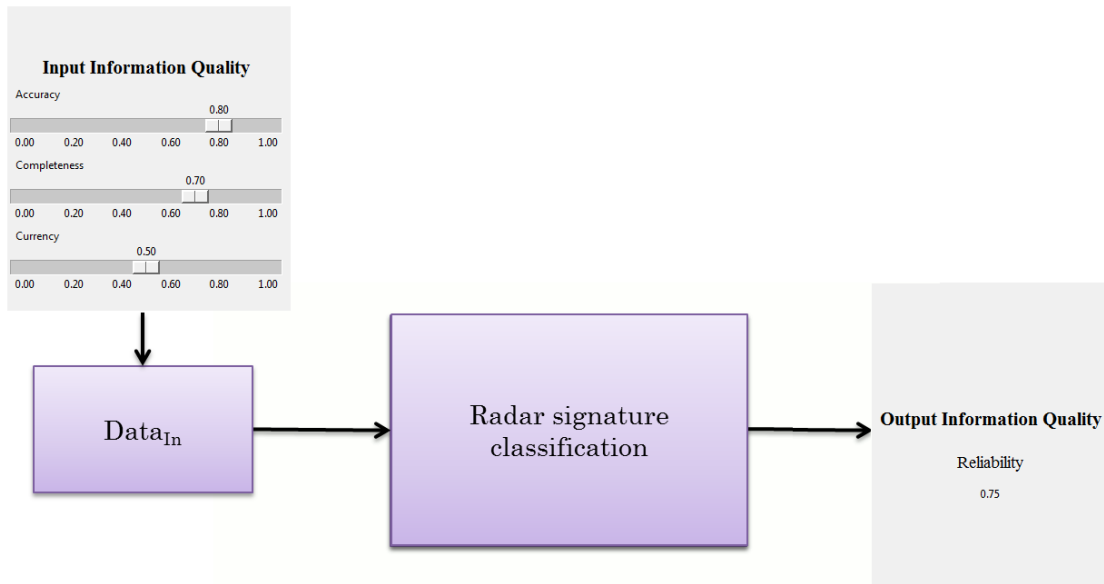 Input Information Quality
Accuracy
0.80
0.00 0.20 0.40 0.60 0.80 1.00
Completeness
0.70
0.00 0.20 0.40 0.60 0.80 1.00
Currency
0.50
0.00 0.20 0.40 0.60 0.80 1.00
DataIn
Radar signature
classification
Output Information Quality
Reliability
0.75